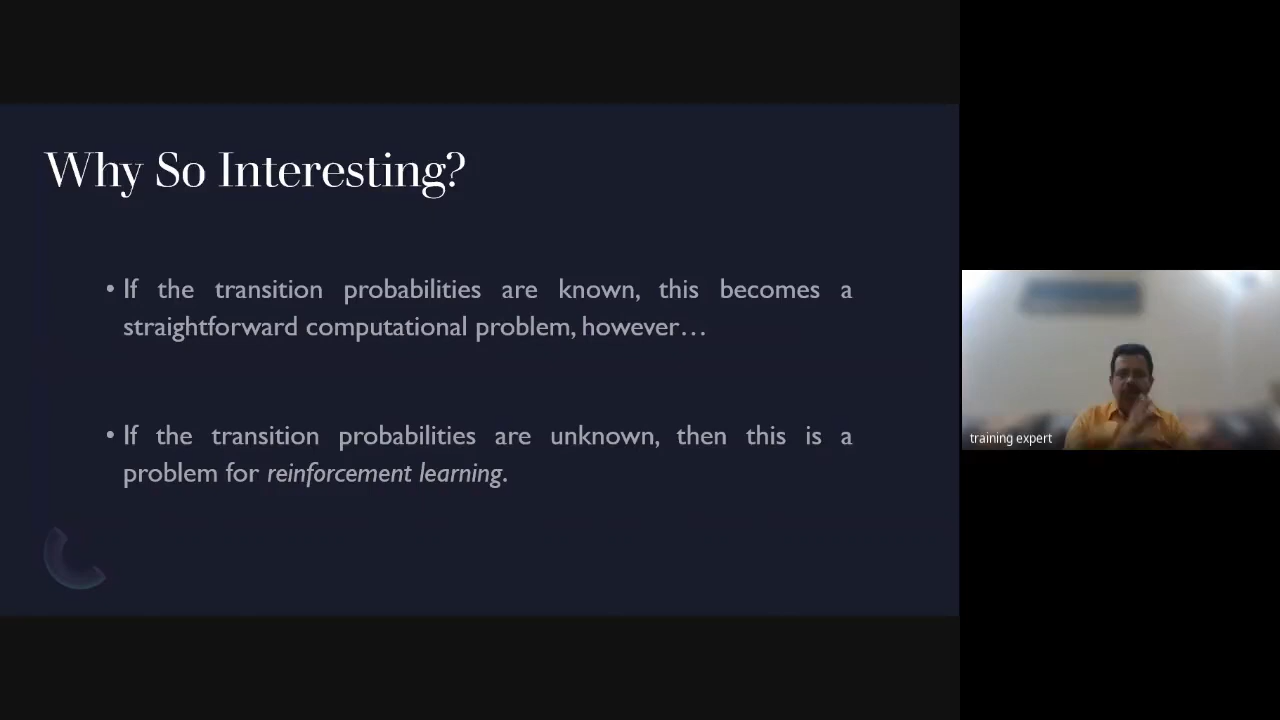 Why So Interesting?
• If the transition probabilities are known, this becomes a
straightforward computational problem, however…
• If the transition probabilities are unknown, then this is a
problem for reinforcement learning.
training expert